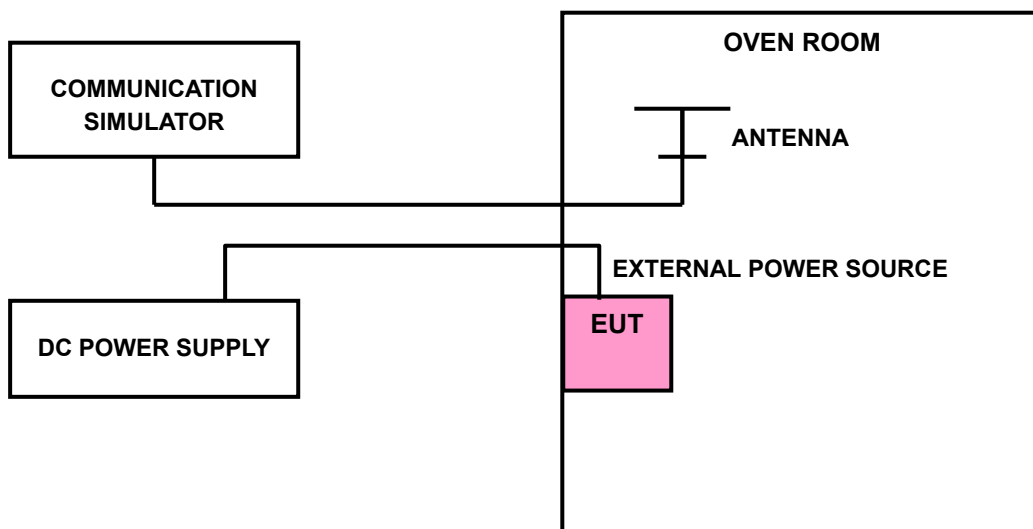 OVEN ROOM
COMMUNICATION
SIMULATOR
ANTENNA
EXTERNAL POWER SOURCE
EUT
DC POWER SUPPLY